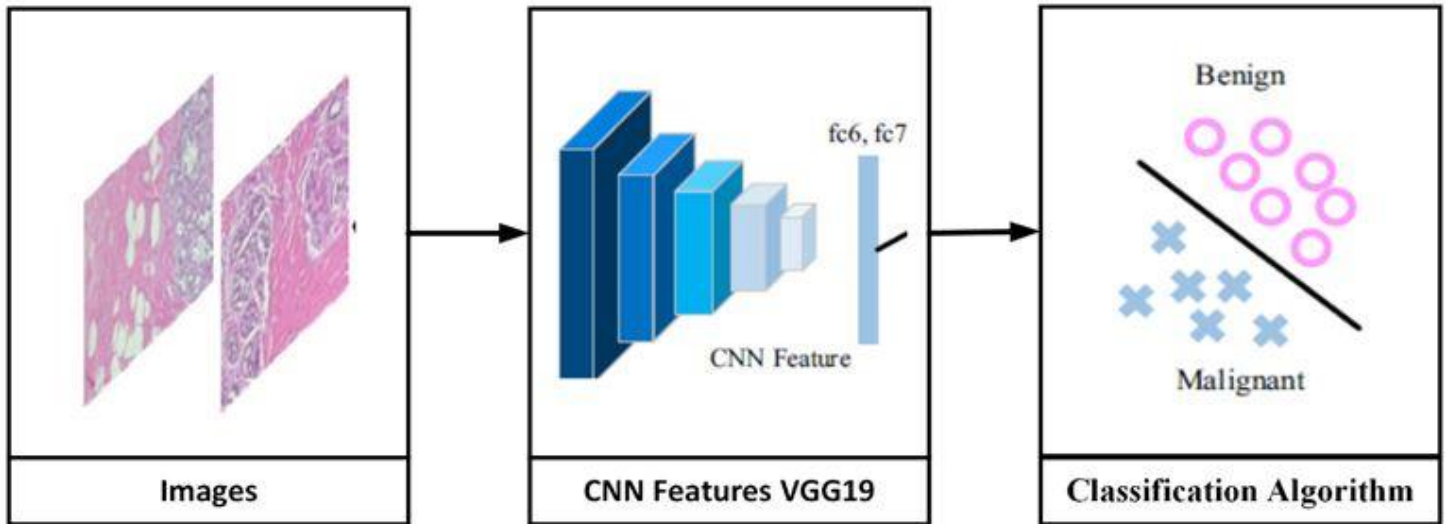 Images
fc6, fc7
CNN Feature
CNN Features VGG19
Benign
Malignant
Classification Algorithm